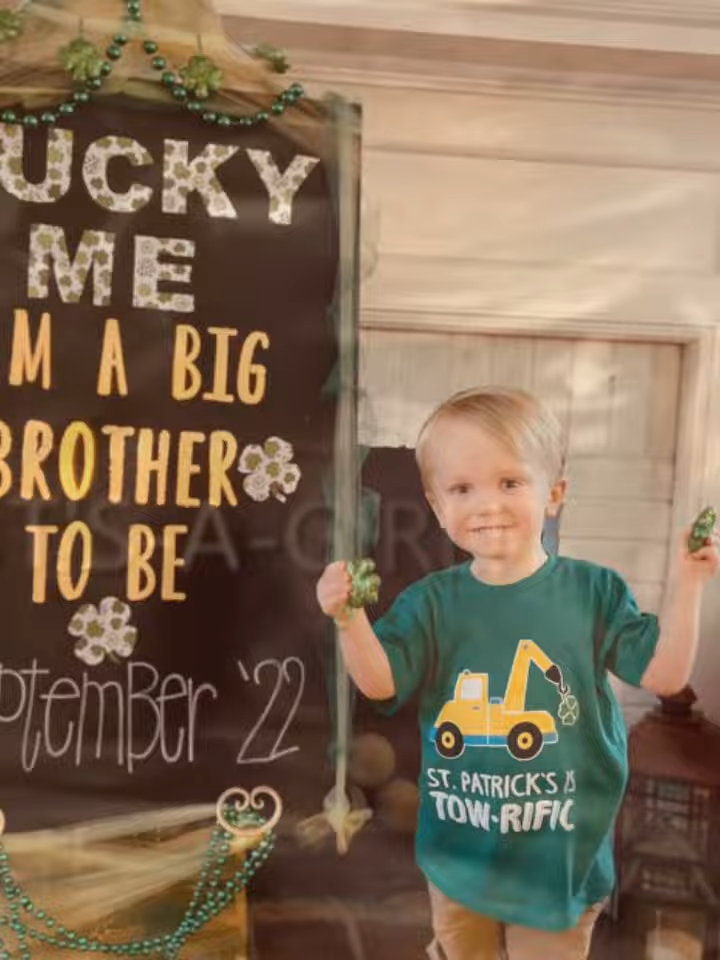 UCKY
ME
M A BIG
BROTHER
TO BE
ptember '22
ST. PATRICK'S IS
TOW-RIFIC